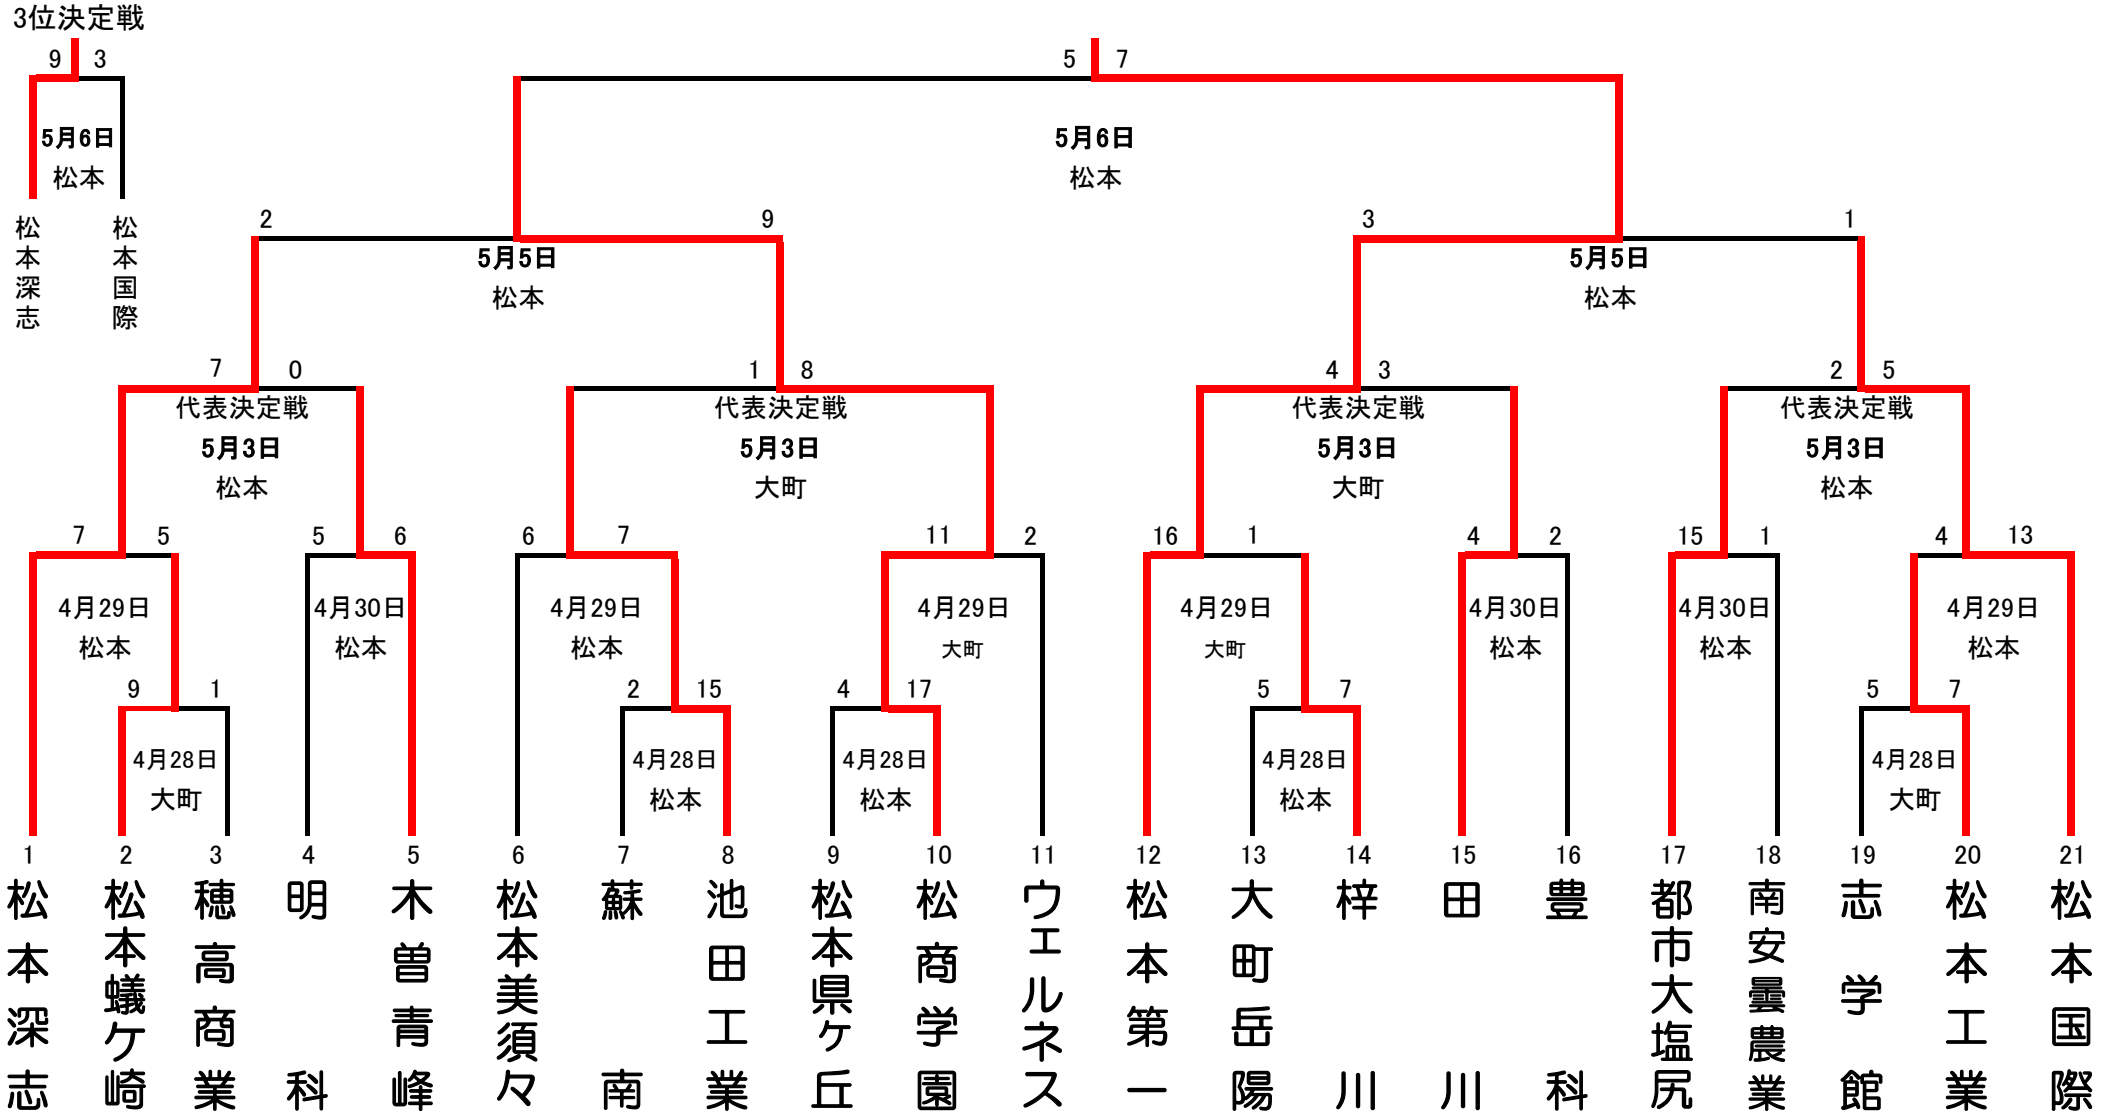 3位決定戦
9 3
5 7
5月6日
松本
5月6日
松本
松本深志
松本国際
2 9
5月5日
松本
3 1
5月5日
松本
7 0
代表決定戦
5月3日
松本
1 8
代表決定戦
5月3日
大町
4 3
代表決定戦
5月3日
大町
2 5
代表決定戦
5月3日
松本
7 5
4月29日
松本
5 6
4月30日
松本
6 7
4月29日
松本
11 2
4月29日
大町
16 1
4月29日
大町
4 2
4月30日
松本
15 1
4月30日
松本
4 13
4月29日
松本
9 1
4月28日
大町
2 15
4月28日
松本
4 17
4月28日
松本
5 7
4月28日
松本
5 7
4月28日
大町
1
松本深志
2
松本蟻ケ崎
3
穂高商業
4
明科
5
木曽青峰
6
松本美須々
7
蘇南
8
池田工業
9
松本県ケ丘
10
松商学園
11
ウェルネス
12
松本第一
13
大町岳陽
14
梓川
15
田川
16
豊科
17
都市大塩尻
18
南安曇農業
19
志学館
20
松本工業
21
松本国際